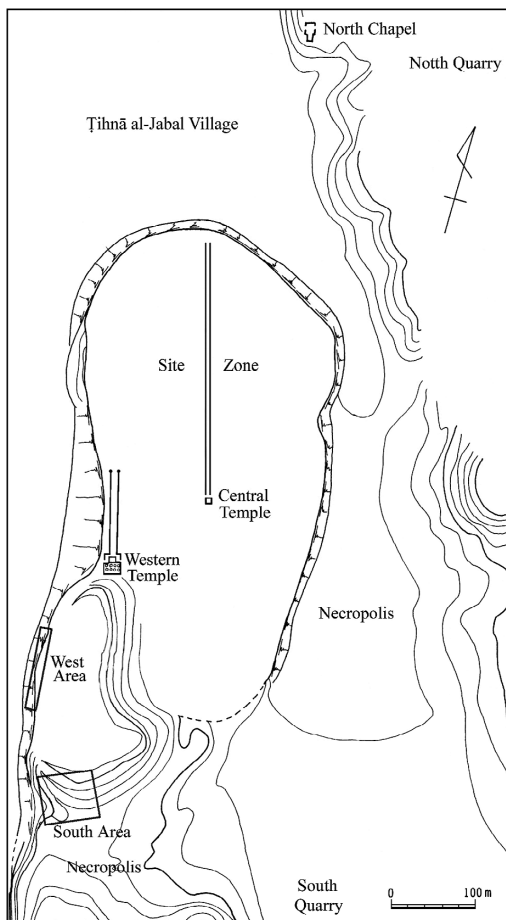 North Chapel
Notth Quarry
Ṭihnā al-Jabal Village
Site Zone
Central
Temple
Western
Temple
Necropolis
West
Area
South Area
Necropolis
South
Quarry
0 100 m